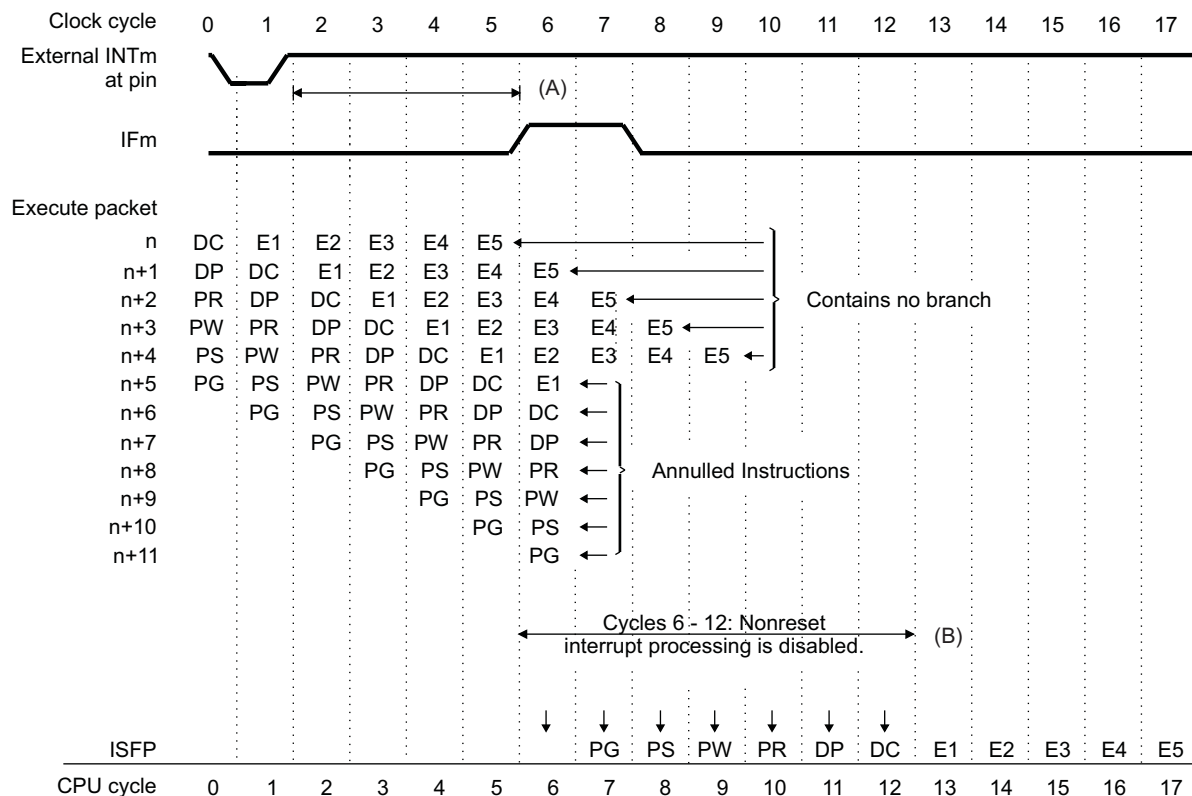 Clock cycle 0 1 2 3 4 5 6 7 8 9 10 11 12 13 14 15 16 17
External INTm
at pin
(A)
IFm
Execute packet
n DC E1 E2 E3 E4 E5
n+1 DP DC E1 E2 E3 E4 E5
n+2 PR DP DC E1 E2 E3 E4 E5 Contains no branch
n+3 PW PR DP DC E1 E2 E3 E4 E5
n+4 PS PW PR DP DC E1 E2 E3 E4 E5
n+5 PG PS PW PR DP DC E1
n+6 PG PS PW PR DP DC
n+7 PG PS PW PR DP
n+8 PG PS PW PR Annulled Instructions
n+9 PG PS PW
n+10 PG PS
n+11 PG
Cycles 6 - 12: Nonreset
interrupt processing is disabled. (B)
ISFP PG PS PW PR DP DC E1 E2 E3 E4 E5
CPU cycle 0 1 2 3 4 5 6 7 8 9 10 11 12 13 14 15 16 17